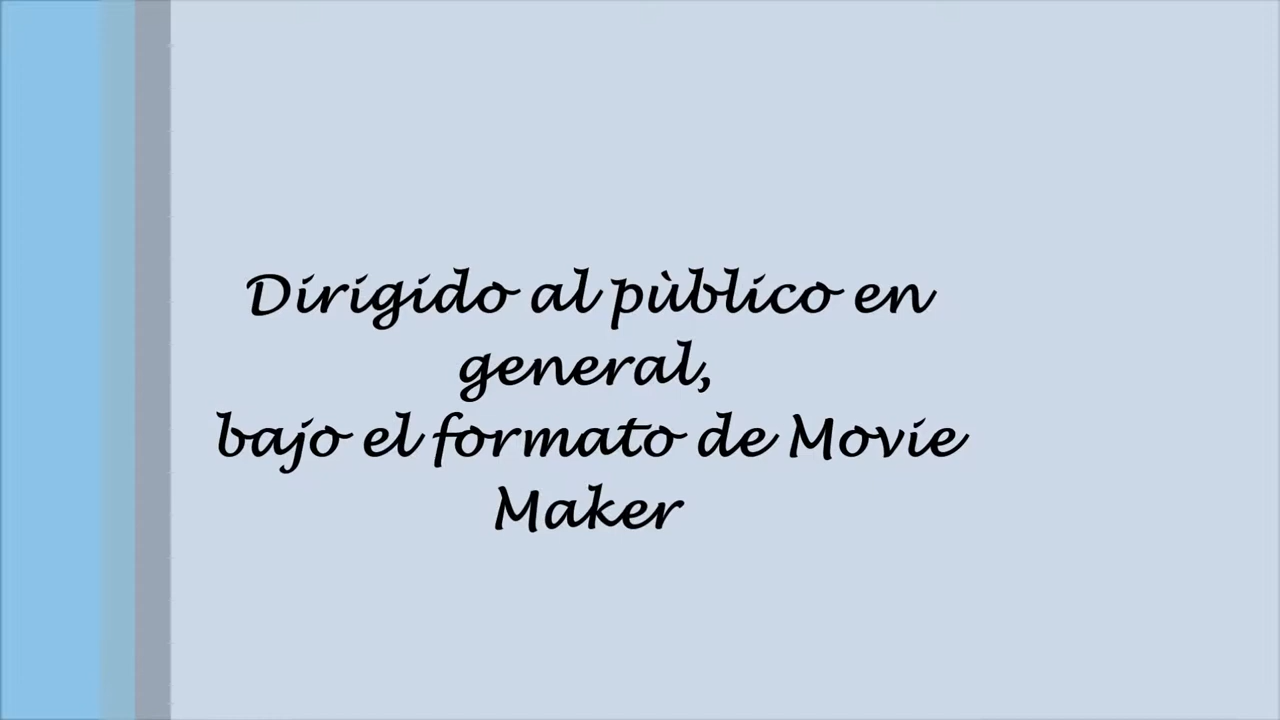 Dirigido al pùblico en
general,
bajo el formato de Movie
Maker